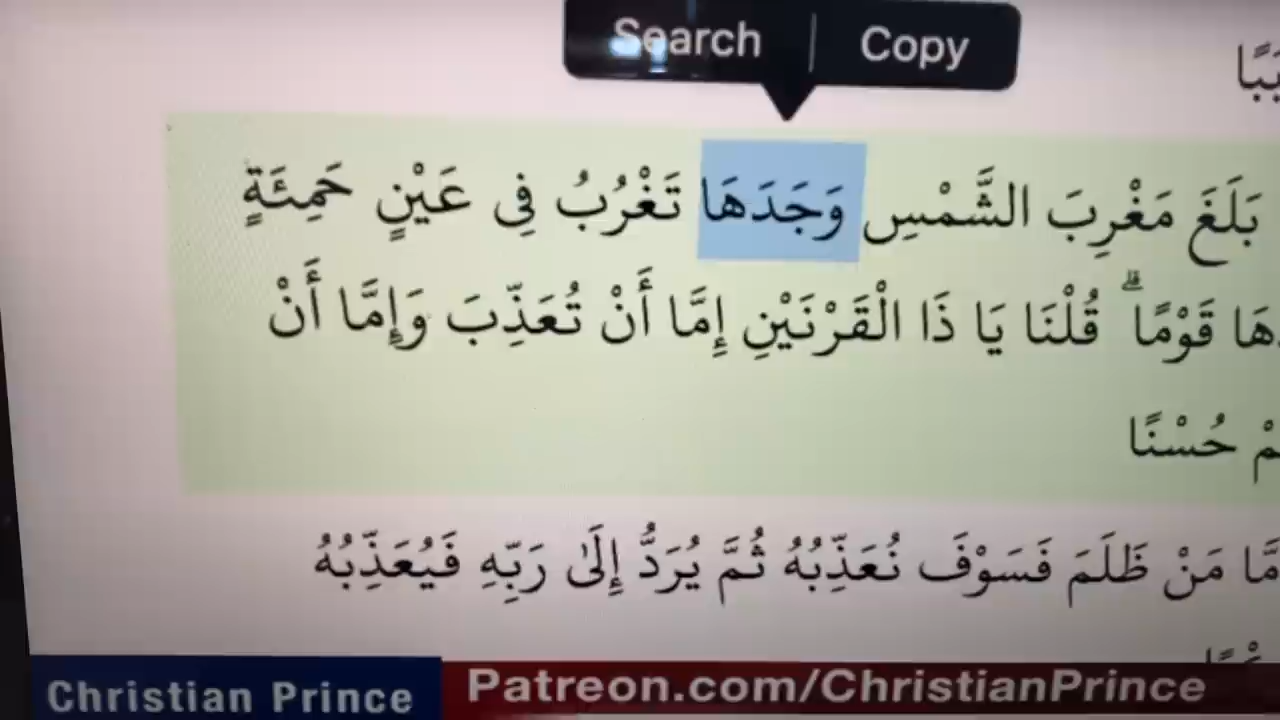 Search Copy
بَلَغَ مَغْرِبَ الشَّمْسِ وَجَدَهَا تَغْرُبُ فِى عَيْنٍ حَمِئَةٍ
قَوْمًا ۗ قُلْنَا يَا ذَا الْقَرْنَيْنِ إِمَّا أَنْ تُعَذِّبَ وَإِمَّا أَنْ
حُسْنًا
مَنْ ظَلَمَ فَسَوْفَ نُعَذِّبُهُ ثُمَّ يُرَدُّ إِلَىٰ رَبِّهِ فَيُعَذِّبُهُ
Christian Prince
Patreon.com/ChristianPrince